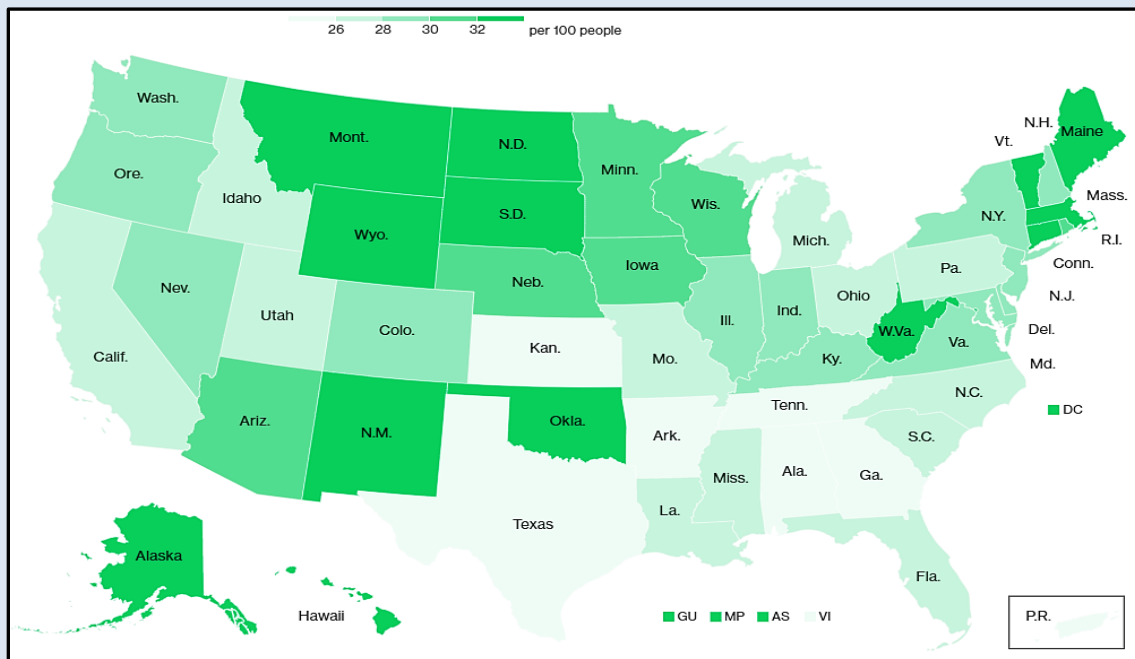 26 28 30 32 per 100 people
Wash.
Mont.
N.D.
Minn.
Vt.
N.H.
Maine
Ore.
Idaho
Wyo.
S.D.
Wis.
Mich.
N.Y.
Mass.
R.I.
Conn.
Nev.
Utah
Colo.
Neb.
Iowa
Ill.
Ind.
Ohio
Pa.
N.J.
Calif.
Kan.
Mo.
Ky.
W.Va.
Va.
Del.
Md.
Ariz.
N.M.
Okla.
Ark.
Tenn.
N.C.
DC
S.C.
Texas
La.
Miss.
Ala.
Ga.
Fla.
Alaska
Hawaii
GU MP AS VI
P.R.